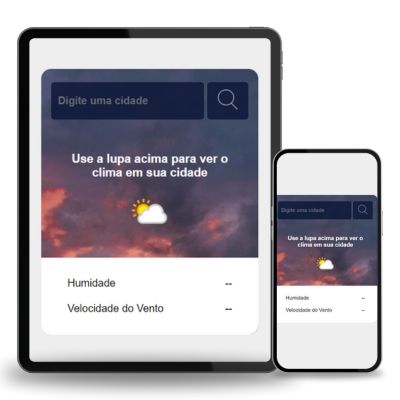 Digite uma cidade
Use a lupa acima para ver o
clima em sua cidade
Humidade --
Velocidade do Vento --
Digite uma cidade
Use a lupa acima para ver o
clima em sua cidade
Humidade --
Velocidade do Vento --